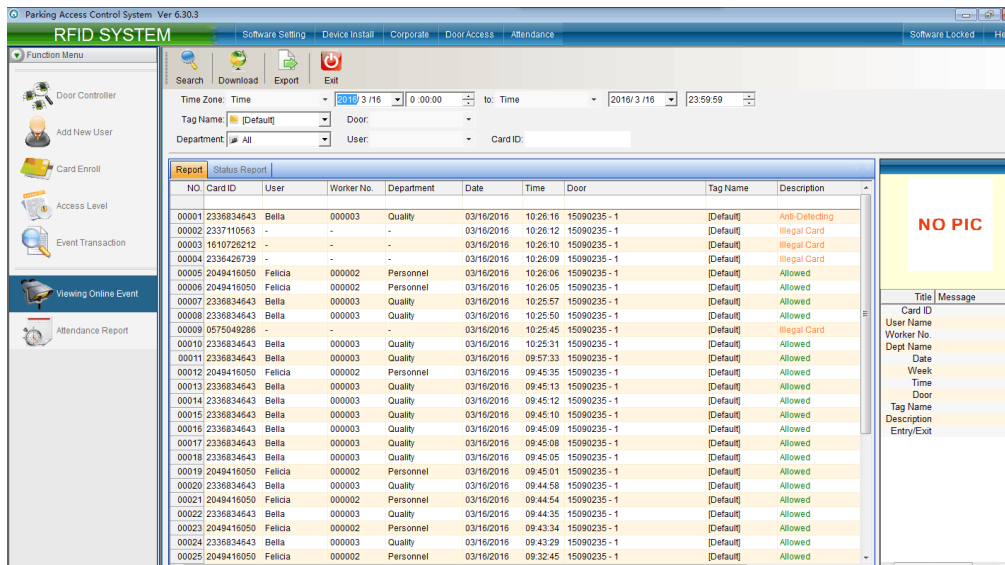 Parking Access Control System Ver 6.30.3
RFID SYSTEM
Software Setting Device Install Corporate Door Access Attendance Software Locked
Function Menu
Door Controller
Add New User
Card Enroll
Access Level
Event Transaction
Viewing Online Event
Attendance Report
Search Download Export Exit
Time Zone: Time 2016/ 3 /16 0 :00:00 to: Time 2016/ 3 /16 23:59:59
Tag Name: [Default] Door:
Department: All User: Card ID:
Report Status Report
NO. Card ID User Worker No. Department Date Time Door Tag Name Description
00001 2336834643 Bella 000003 Quality 03/16/2016 10:26:16 15090235 - 1 [Default] Anti-Detecting
00002 2337110563 - - - 03/16/2016 10:26:12 15090235 - 1 [Default] Illegal Card
00003 1610726212 - - - 03/16/2016 10:26:10 15090235 - 1 [Default] Illegal Card
00004 2336426739 - - - 03/16/2016 10:26:09 15090235 - 1 [Default] Illegal Card
00005 2049416050 Felicia 000002 Personnel 03/16/2016 10:26:06 15090235 - 1 [Default] Allowed
00006 2049416050 Felicia 000002 Personnel 03/16/2016 10:26:05 15090235 - 1 [Default] Allowed
00007 2336834643 Bella 000003 Quality 03/16/2016 10:25:57 15090235 - 1 [Default] Allowed
00008 2336834643 Bella 000003 Quality 03/16/2016 10:25:50 15090235 - 1 [Default] Allowed
00009 0575049286 - - - 03/16/2016 10:25:45 15090235 - 1 [Default] Illegal Card
00010 2336834643 Bella 000003 Quality 03/16/2016 10:25:31 15090235 - 1 [Default] Allowed
00011 2336834643 Bella 000003 Quality 03/16/2016 09:57:33 15090235 - 1 [Default] Allowed
00012 2049416050 Felicia 000002 Personnel 03/16/2016 09:45:35 15090235 - 1 [Default] Allowed
00013 2336834643 Bella 000003 Quality 03/16/2016 09:45:13 15090235 - 1 [Default] Allowed
00014 2336834643 Bella 000003 Quality 03/16/2016 09:45:12 15090235 - 1 [Default] Allowed
00015 2336834643 Bella 000003 Quality 03/16/2016 09:45:10 15090235 - 1 [Default] Allowed
00016 2336834643 Bella 000003 Quality 03/16/2016 09:45:09 15090235 - 1 [Default] Allowed
00017 2336834643 Bella 000003 Quality 03/16/2016 09:45:08 15090235 - 1 [Default] Allowed
00018 2336834643 Bella 000003 Quality 03/16/2016 09:45:05 15090235 - 1 [Default] Allowed
00019 2049416050 Felicia 000002 Personnel 03/16/2016 09:45:01 15090235 - 1 [Default] Allowed
00020 2336834643 Bella 000003 Quality 03/16/2016 09:44:58 15090235 - 1 [Default] Allowed
00021 2049416050 Felicia 000002 Personnel 03/16/2016 09:44:54 15090235 - 1 [Default] Allowed
00022 2336834643 Bella 000003 Quality 03/16/2016 09:44:35 15090235 - 1 [Default] Allowed
00023 2049416050 Felicia 000002 Personnel 03/16/2016 09:43:34 15090235 - 1 [Default] Allowed
00024 2336834643 Bella 000003 Quality 03/16/2016 09:43:29 15090235 - 1 [Default] Allowed
00025 2049416050 Felicia 000002 Personnel 03/16/2016 09:32:45 15090235 - 1 [Default] Allowed
NO PIC
Title Message
Card ID
User Name
Worker No.
Dept Name
Date
Week
Time
Door
Tag Name
Description
Entry/Exit